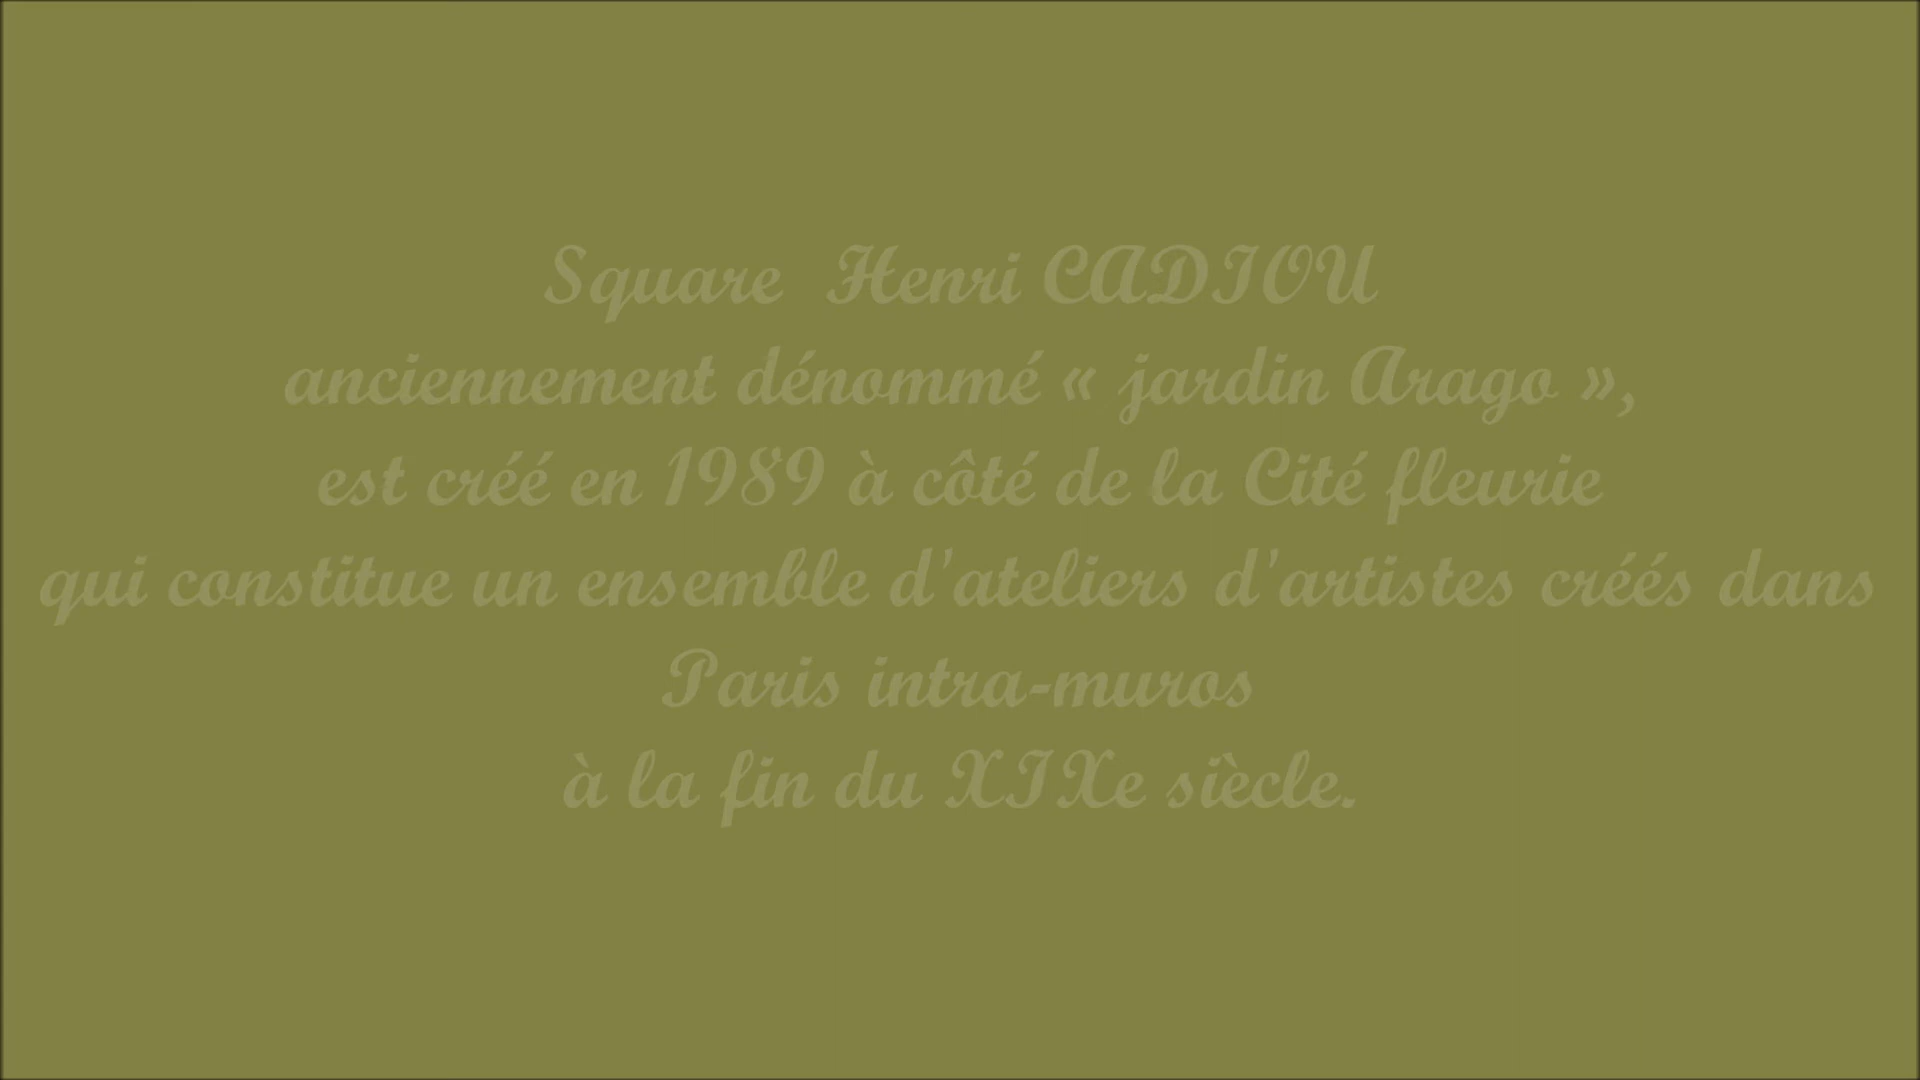 Square Henri CADIOU
anciennement dénommé « jardin Arago »,
est créé en 1989 à côté de la Cité fleurie
qui constitue un ensemble d'ateliers d'artistes créés dans
Paris intra-muros
à la fin du XIXe siècle.